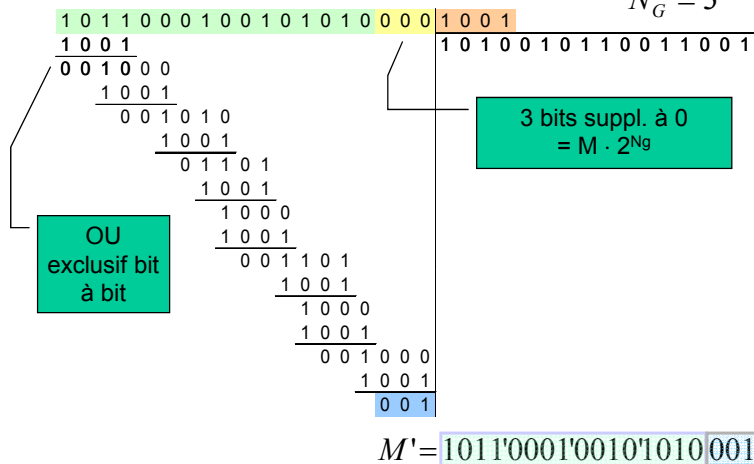 N_G = 3
1 0 1 1 0 0 0 1 0 0 1 0 1 0 1 0 0 0 0 1 0 0 1
1 0 0 1
1 0 1 0 0 1 0 1 1 0 0 1 1 0 0 1
0 0 1 0 0 0
1 0 0 1
0 0 1 0 1 0
1 0 0 1
0 1 1 0 1
1 0 0 1
1 0 0 0
1 0 0 1
0 0 1 1 0 1
1 0 0 1
1 0 0 0
1 0 0 1
0 0 1 0 0 0
1 0 0 1
0 0 1
3 bits suppl. à 0
= M · 2^Ng
OU
exclusif bit
à bit
M'= 1011'0001'0010'1010 001